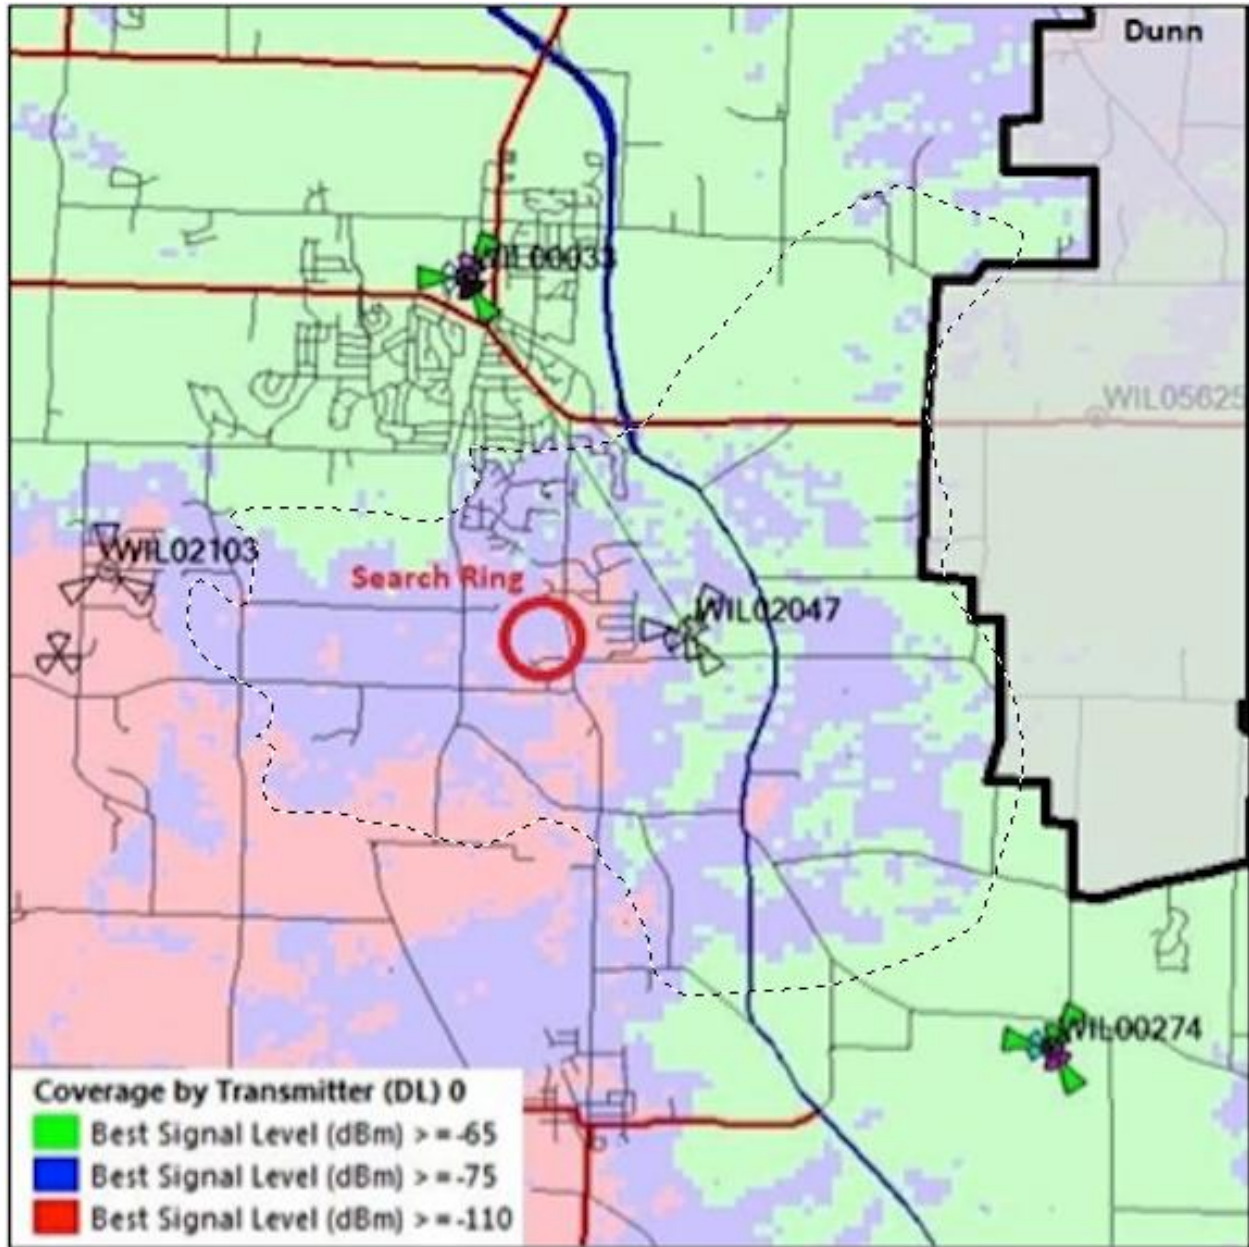 Dunn
WIL00033
WIL05625
WIL02103
Search Ring
WIL02047
WIL00274
Coverage by Transmitter (DL) 0
Best Signal Level (dBm) >=-65
Best Signal Level (dBm) >=-75
Best Signal Level (dBm) >=-110